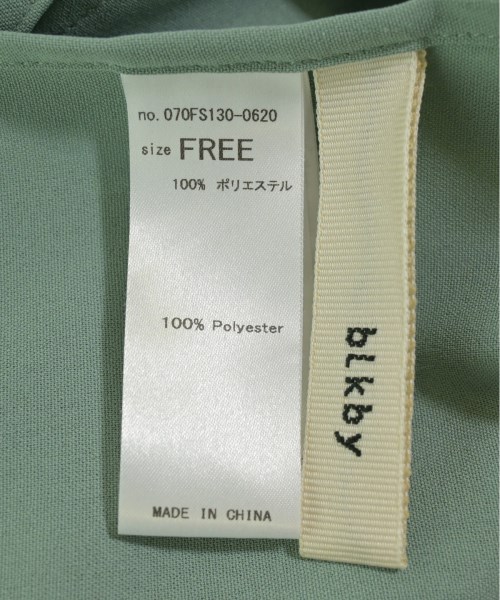 no. 070FS130-0620
size FREE
100% ポリエステル
100% Polyester
MADE IN CHINA
blkby